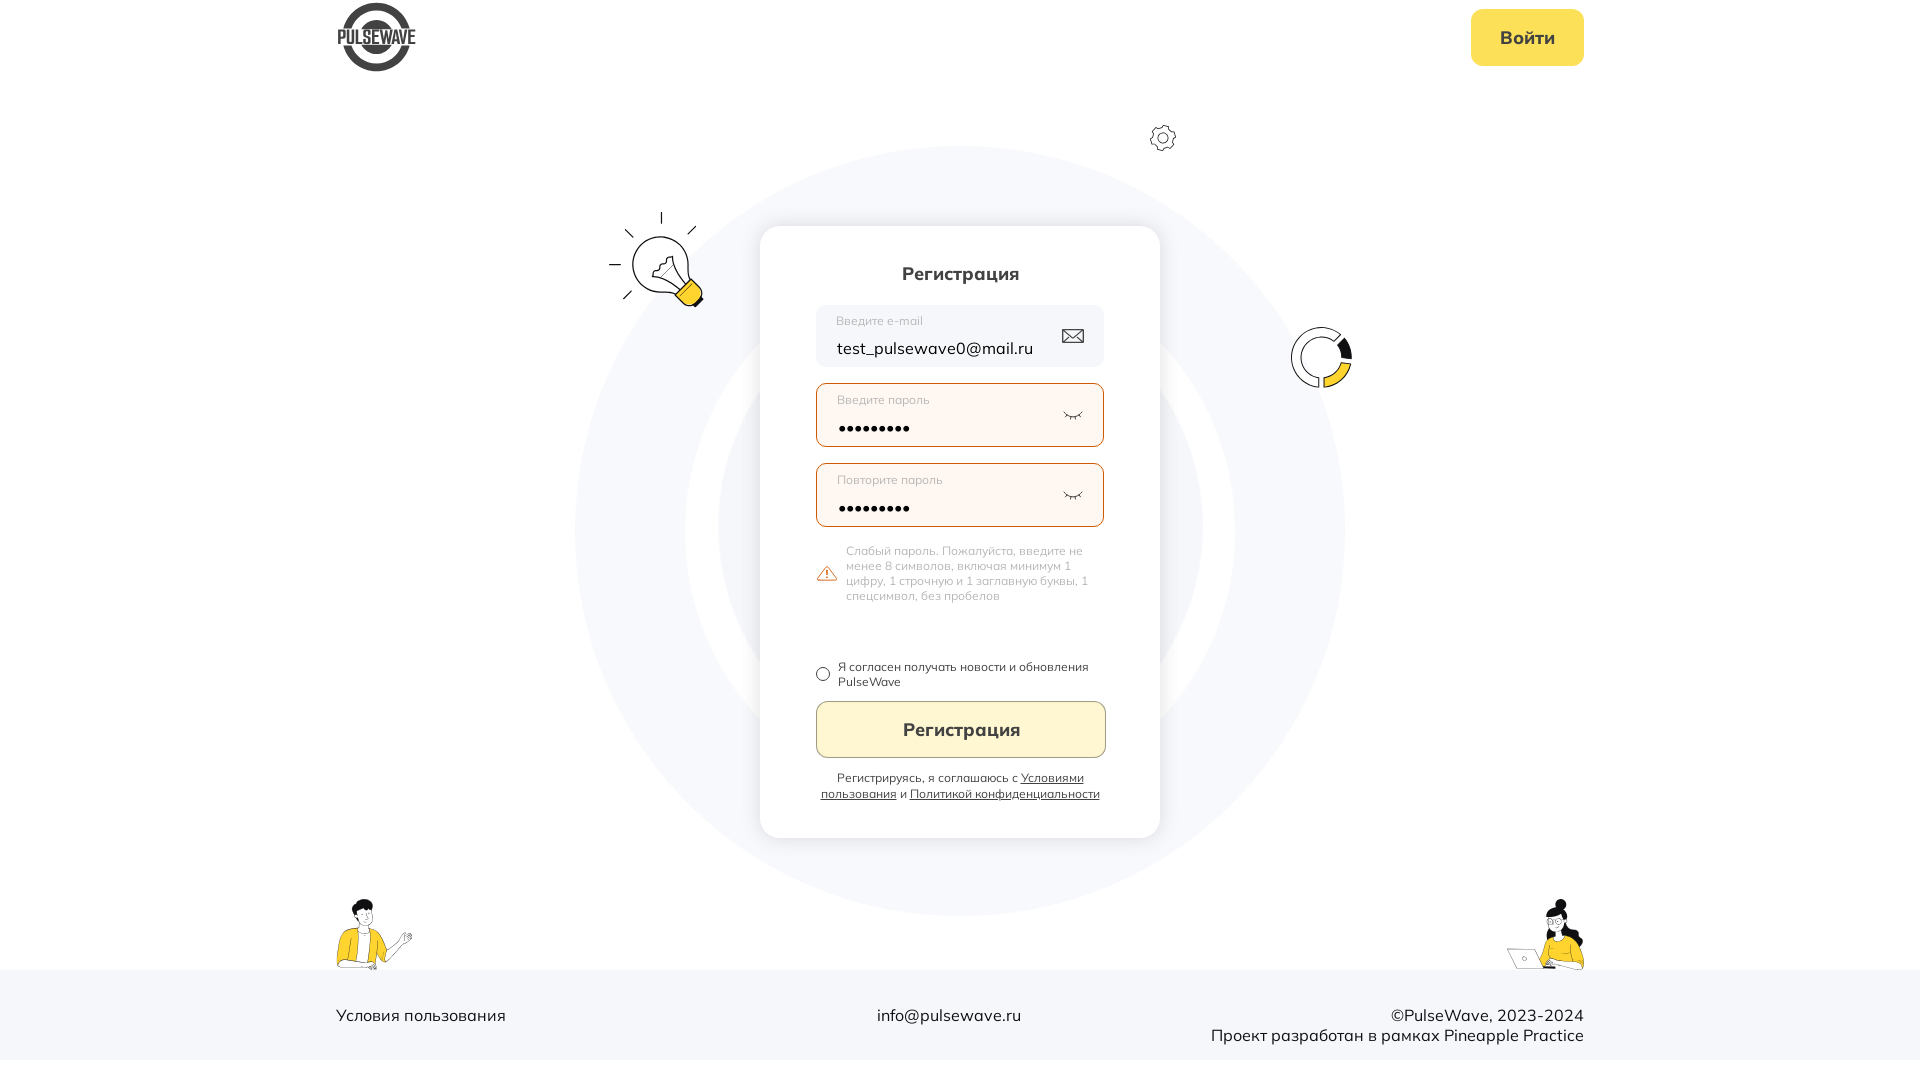 PULSEWAVE
Войти
Регистрация
Введите e-mail
test_pulsewave0@mail.ru
Введите пароль
•••••••••
Повторите пароль
•••••••••
Слабый пароль. Пожалуйста, введите не
менее 8 символов, включая минимум 1
цифру, 1 строчную и 1 заглавную буквы, 1
спецсимвол, без пробелов
Я согласен получать новости и обновления
PulseWave
Регистрация
Регистрируясь, я соглашаюсь с Условиями
пользования и Политикой конфиденциальности
Условия пользования
info@pulsewave.ru
©PulseWave, 2023-2024
Проект разработан в рамках Pineapple Practice